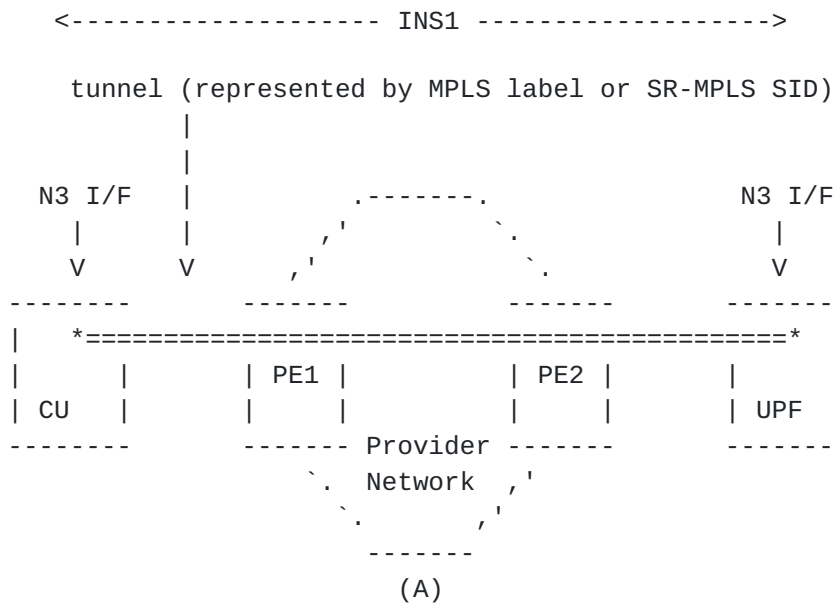 <-------------------- INS1 ------------------->
tunnel (represented by MPLS label or SR-MPLS SID)
N3 I/F N3 I/F
PE1 PE2
CU UPF
Provider
Network
(A)